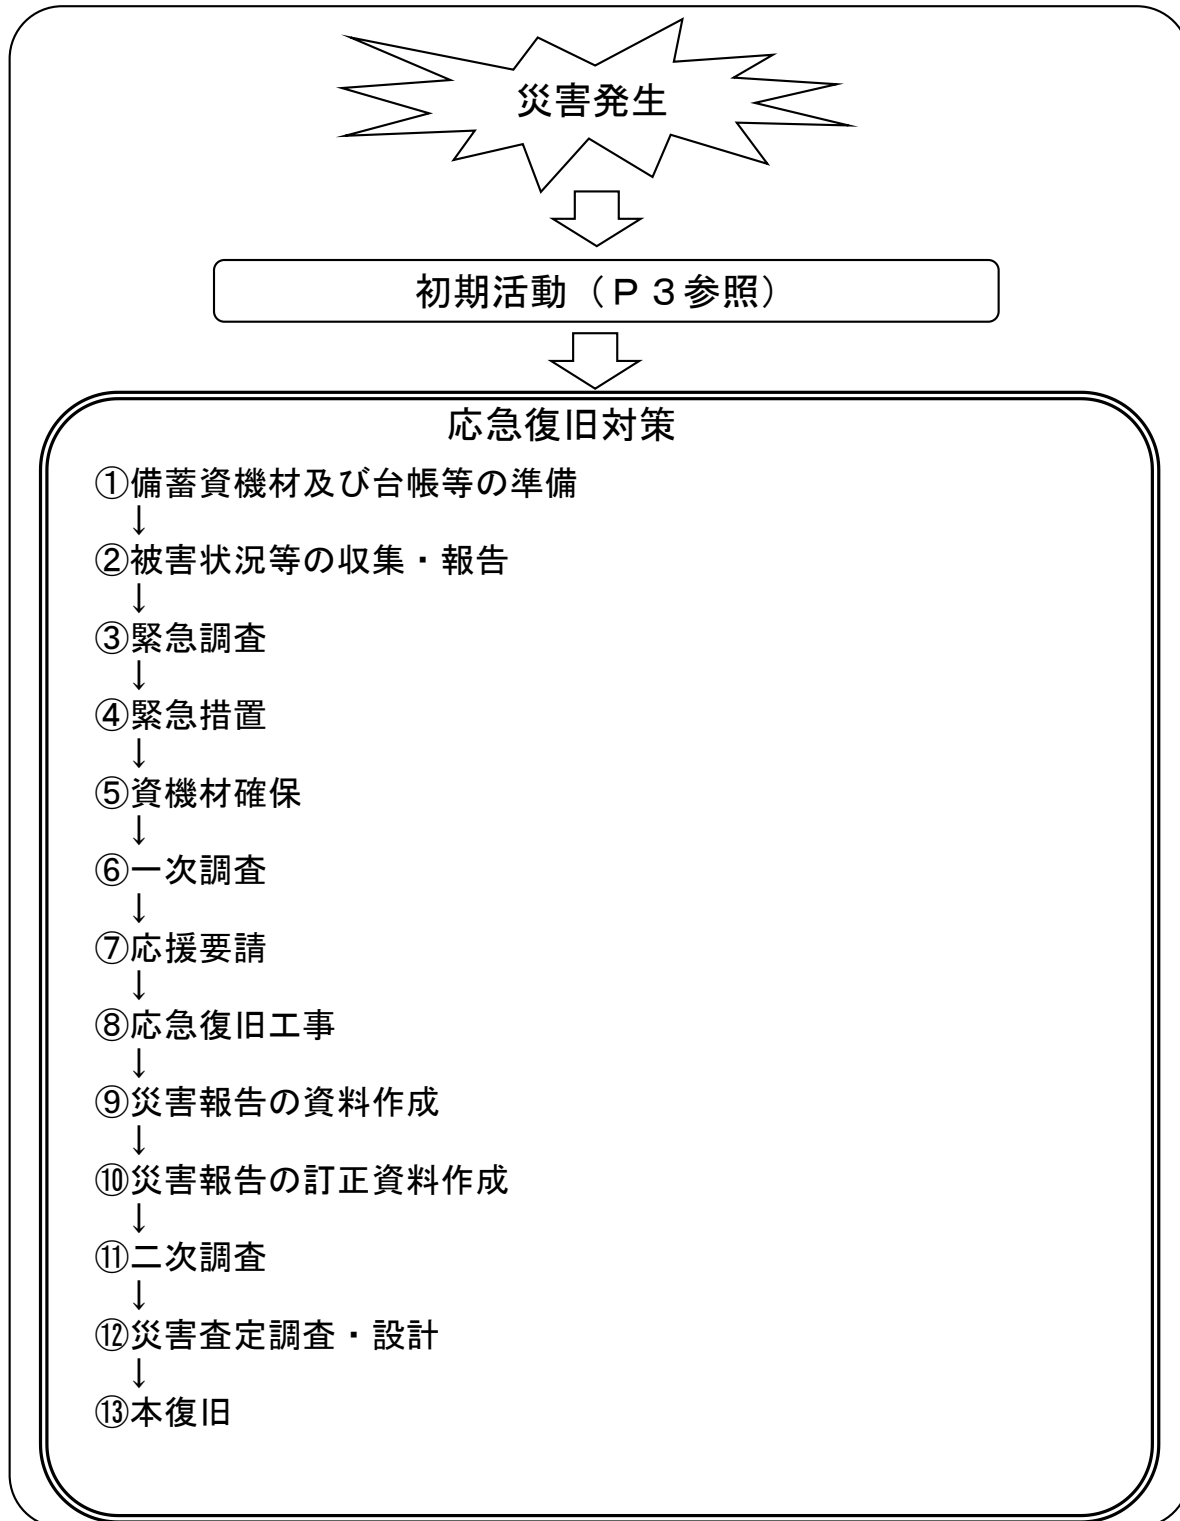 災害発生
初期活動（Ｐ３参照）
応急復旧対策
①備蓄資機材及び台帳等の準備
↓
②被害状況等の収集・報告
↓
③緊急調査
↓
④緊急措置
↓
⑤資機材確保
↓
⑥一次調査
↓
⑦応援要請
↓
⑧応急復旧工事
↓
⑨災害報告の資料作成
↓
⑩災害報告の訂正資料作成
↓
⑪二次調査
↓
⑫災害査定調査・設計
↓
⑬本復旧